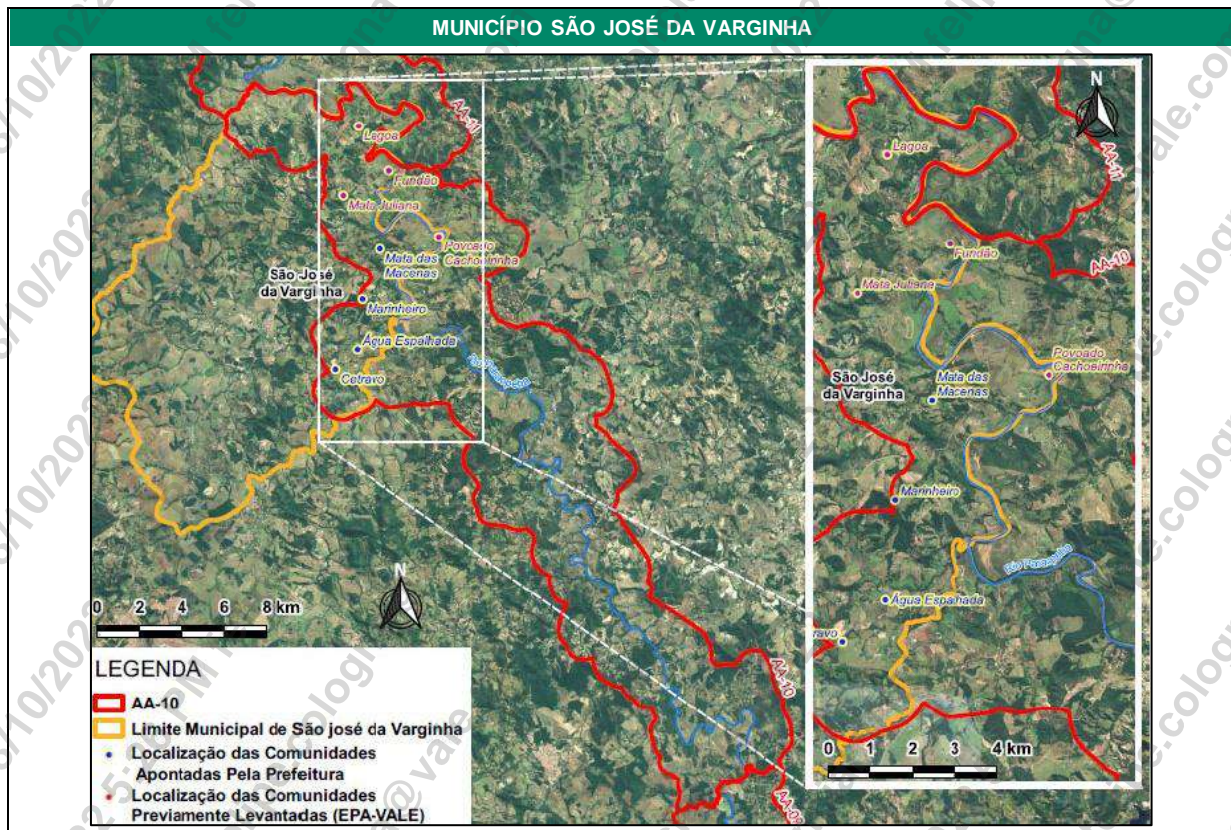 MUNICÍPIO SÃO JOSÉ DA VARGINHA
AA-11
Lagoa
Fundão
Mata Juliana
Povoado
Cachoeirinha
Mata das
Macenas
São José
da Varginha
Marinheiro
Água Espalhada
Cetravo
Rio Paraopeba
AA-10
N
0 2 4 6 8 km
LEGENDA
AA-10
Limite Municipal de São josé da Varginha
Localização das Comunidades
Apontadas Pela Prefeitura
Localização das Comunidades
Previamente Levantadas (EPA-VALE)
N
Lagoa
AA-11
Fundão
AA-10
Mata Juliana
Povoado
Cachoeirinha
São José
da Varginha
Mata das
Macenas
Marinheiro
Rio Paraopeba
Água Espalhada
ravo
0 1 2 3 4 km